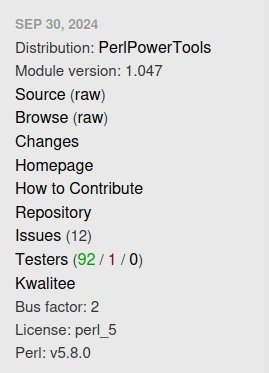 SEP 30, 2024
Distribution: PerlPowerTools
Module version: 1.047
Source (raw)
Browse (raw)
Changes
Homepage
How to Contribute
Repository
Issues (12)
Testers (92 / 1 / 0)
Kwalitee
Bus factor: 2
License: perl_5
Perl: v5.8.0